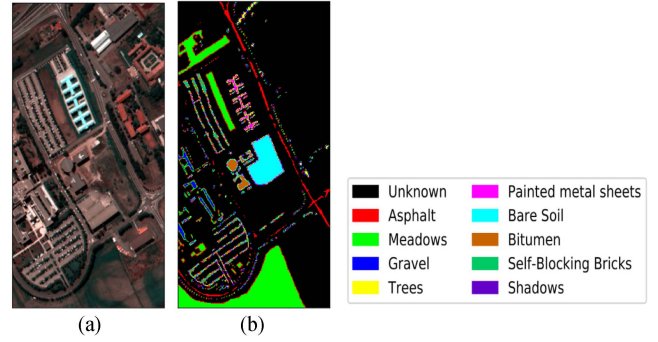 Unknown
Asphalt
Meadows
Gravel
Trees
Painted metal sheets
Bare Soil
Bitumen
Self-Blocking Bricks
Shadows
(a)
(b)